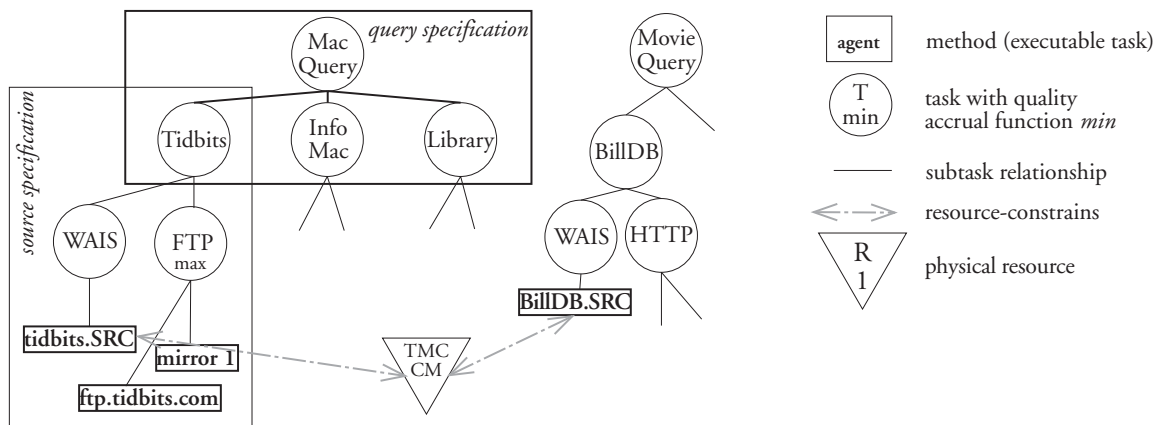 query specification
Mac
Query
Tidbits
Info
Mac
Library
source specification
WAIS
FTP
max
tidbits.SRC
mirror 1
ftp.tidbits.com
Movie
Query
BillDB
WAIS
HTTP
BillDB.SRC
TMC
CM
agent
method (executable task)
T
min
task with quality
accrual function min
subtask relationship
resource-constrains
R
1
physical resource